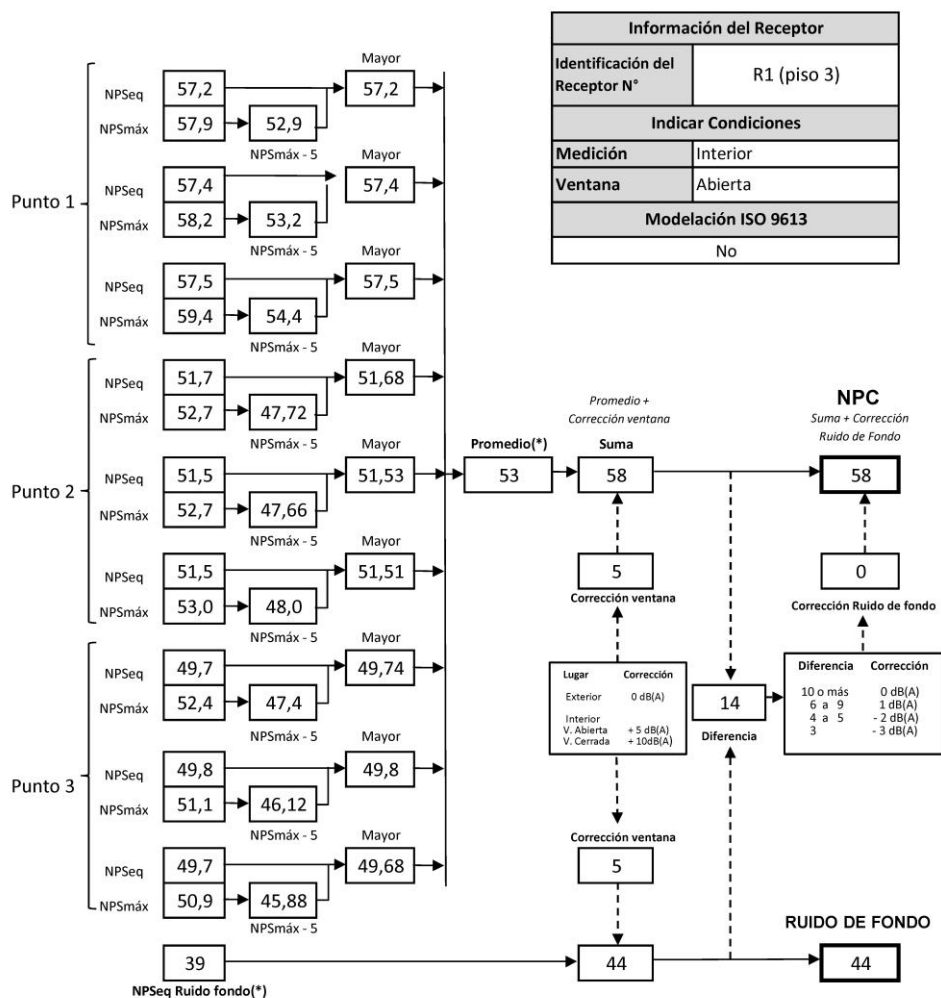 Información del Receptor
Identificación del Receptor N°
R1 (piso 3)
Indicar Condiciones
Medición Interior
Ventana Abierta
Modelación ISO 9613
No
Punto 1
Mayor
NPSeq 57,2 57,2
NPSmáx 57,9 52,9
NPSmáx - 5
Mayor
NPSeq 57,4 57,4
NPSmáx 58,2 53,2
NPSmáx - 5
Mayor
NPSeq 57,5 57,5
NPSmáx 59,4 54,4
NPSmáx - 5
Punto 2
Mayor
NPSeq 51,7 51,68
NPSmáx 52,7 47,72
NPSmáx - 5
Mayor
NPSeq 51,5 51,53
NPSmáx 52,7 47,66
NPSmáx - 5
Mayor
NPSeq 51,5 51,51
NPSmáx 53,0 48,0
NPSmáx - 5
Punto 3
Mayor
NPSeq 49,7 49,74
NPSmáx 52,4 47,4
NPSmáx - 5
Mayor
NPSeq 49,8 49,8
NPSmáx 51,1 46,12
NPSmáx - 5
Mayor
NPSeq 49,7 49,68
NPSmáx 50,9 45,88
NPSmáx - 5
Promedio(*)
53
Promedio +
Corrección ventana
Suma
58
5
Corrección ventana
NPC
Suma + Corrección
Ruido de Fondo
58
0
Corrección Ruido de fondo
Lugar Corrección
Exterior 0 dB(A)
Interior
V. Abierta + 5 dB(A)
V. Cerrada + 10dB(A)
14
Diferencia
Diferencia Corrección
10 o más 0 dB(A)
6 a 9 1 dB(A)
4 a 5 - 2 dB(A)
3 - 3 dB(A)
Corrección ventana
5
39
NPSeq Ruido fondo(*)
44
RUIDO DE FONDO
44